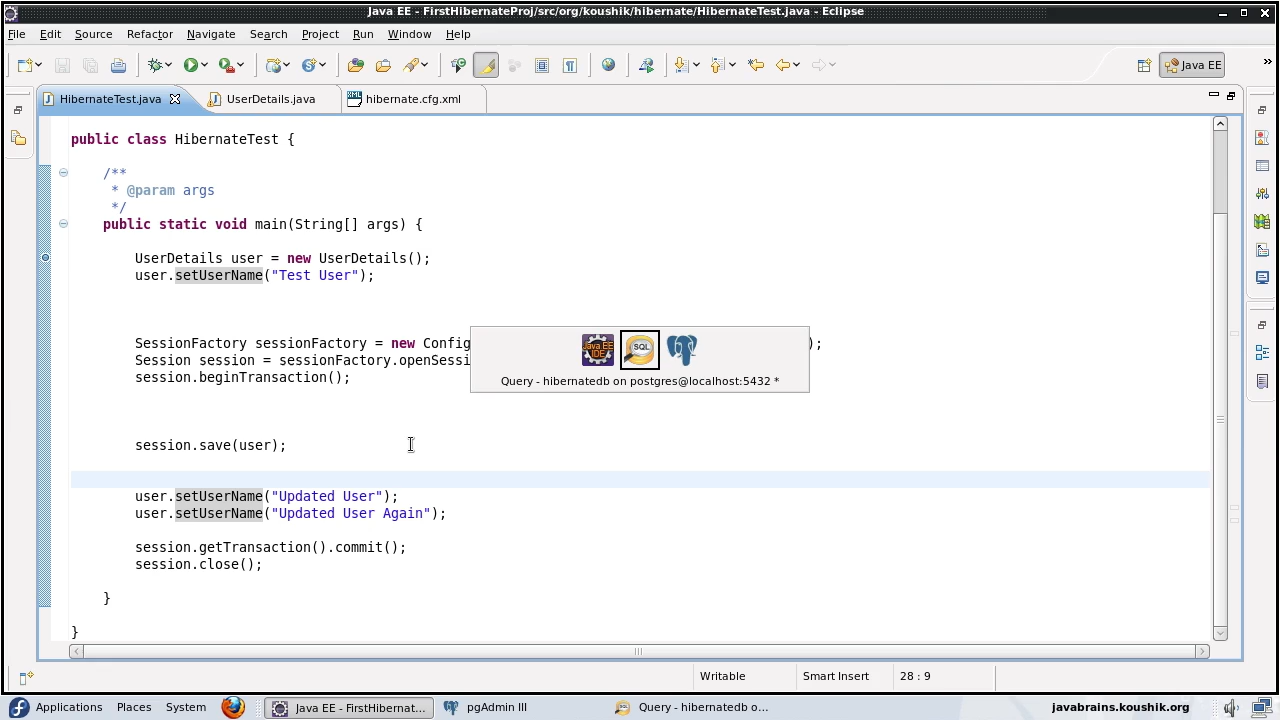 Java EE - FirstHibernateProj/src/org/koushik/hibernate/HibernateTest.java - Eclipse
File Edit Source Refactor Navigate Search Project Run Window Help
Java EE
HibernateTest.java UserDetails.java hibernate.cfg.xml
public class HibernateTest {
/**
* @param args
*/
public static void main(String[] args) {
UserDetails user = new UserDetails();
user.setUserName("Test User");
SessionFactory sessionFactory = new Config );
Session session = sessionFactory.openSessi
session.beginTransaction();
Java EE IDE SQL
Query - hibernatedb on postgres@localhost:5432 *
session.save(user);
user.setUserName("Updated User");
user.setUserName("Updated User Again");
session.getTransaction().commit();
session.close();
}
}
Writable Smart Insert 28 : 9
Applications Places System Java EE - FirstHibernat... pgAdmin III Query - hibernatedb o... javabrains.koushik.org